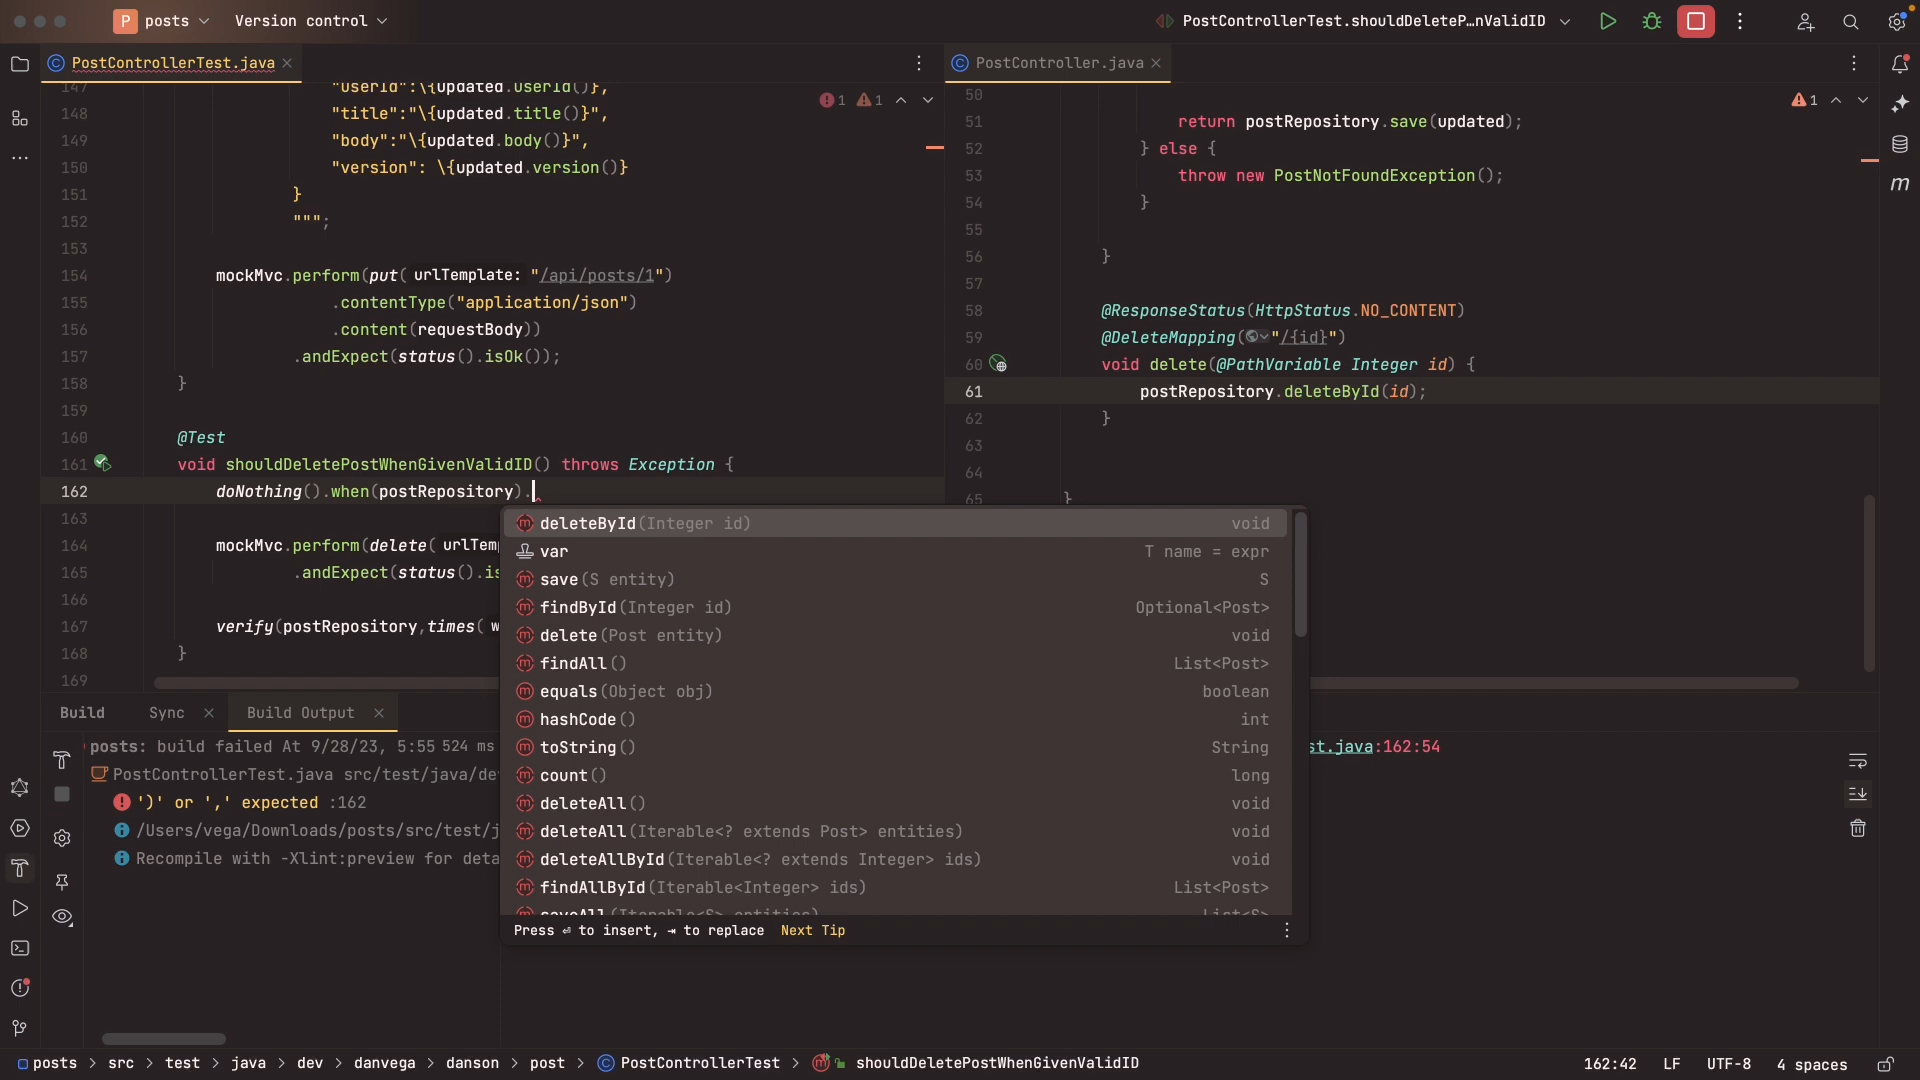 P posts Version control PostControllerTest.shouldDeleteP…nValidID
PostControllerTest.java
147 "userId":\{updated.userId()},
148 "title":"\{updated.title()}",
149 "body":"\{updated.body()}",
150 "version": \{updated.version()}
151 }
152 """;
153
154 mockMvc.perform(put( urlTemplate: "/api/posts/1")
155 .contentType("application/json")
156 .content(requestBody))
157 .andExpect(status().isOk());
158 }
159
160 @Test
161 void shouldDeletePostWhenGivenValidID() throws Exception {
162 doNothing().when(postRepository).
163
164 mockMvc.perform(delete( urlTemp
165 .andExpect(status().is
166
167 verify(postRepository,times( w
168 }
169
1 1
PostController.java
50
51 return postRepository.save(updated);
52 } else {
53 throw new PostNotFoundException();
54 }
55
56 }
57
58 @ResponseStatus(HttpStatus.NO_CONTENT)
59 @DeleteMapping("/{id}")
60 void delete(@PathVariable Integer id) {
61 postRepository.deleteById(id);
62 }
63
64
65 }
1
m
deleteById(Integer id) void
var T name = expr
save(S entity) S
findById(Integer id) Optional<Post>
delete(Post entity) void
findAll() List<Post>
equals(Object obj) boolean
hashCode() int
toString() String
count() long
deleteAll() void
deleteAll(Iterable<? extends Post> entities) void
deleteAllById(Iterable<? extends Integer> ids) void
findAllById(Iterable<Integer> ids) List<Post>
saveAll(Iterable<S> entities) List<S>
Press ⏎ to insert, ⇥ to replace Next Tip
Build Sync Build Output
posts: build failed At 9/28/23, 5:55 524 ms
PostControllerTest.java src/test/java/de
')' or ',' expected :162
/Users/vega/Downloads/posts/src/test/j
Recompile with -Xlint:preview for deta
st.java:162:54
posts > src > test > java > dev > danvega > danson > post > PostControllerTest > shouldDeletePostWhenGivenValidID
162:42 LF UTF-8 4 spaces